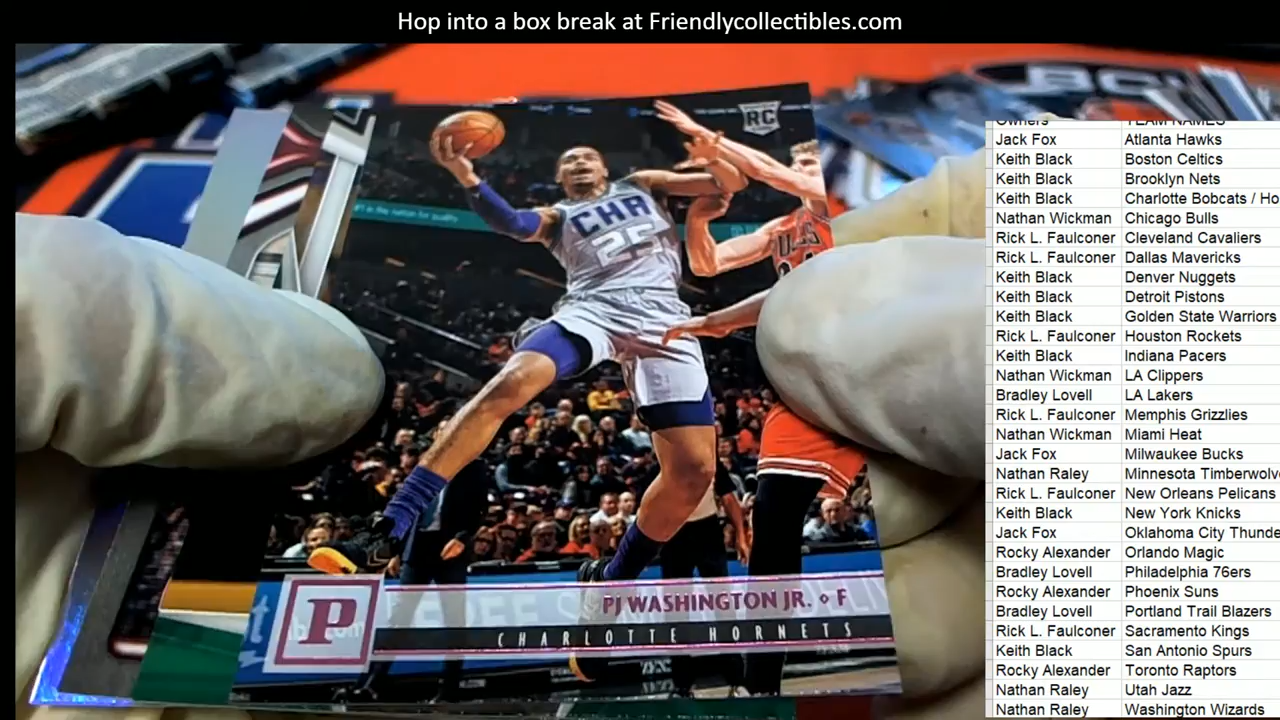 Hop into a box break at Friendlycollectibles.com
RC
CHA
25
PJ WASHINGTON JR. ⋄ F
P
CHARLOTTE HORNETS
Owners TEAM NAMES
Jack Fox Atlanta Hawks
Keith Black Boston Celtics
Keith Black Brooklyn Nets
Keith Black Charlotte Bobcats / Ho
Nathan Wickman Chicago Bulls
Rick L. Faulconer Cleveland Cavaliers
Rick L. Faulconer Dallas Mavericks
Keith Black Denver Nuggets
Keith Black Detroit Pistons
Keith Black Golden State Warriors
Rick L. Faulconer Houston Rockets
Keith Black Indiana Pacers
Nathan Wickman LA Clippers
Bradley Lovell LA Lakers
Rick L. Faulconer Memphis Grizzlies
Nathan Wickman Miami Heat
Jack Fox Milwaukee Bucks
Nathan Raley Minnesota Timberwolv
Rick L. Faulconer New Orleans Pelicans
Keith Black New York Knicks
Jack Fox Oklahoma City Thunde
Rocky Alexander Orlando Magic
Bradley Lovell Philadelphia 76ers
Rocky Alexander Phoenix Suns
Bradley Lovell Portland Trail Blazers
Rick L. Faulconer Sacramento Kings
Keith Black San Antonio Spurs
Rocky Alexander Toronto Raptors
Nathan Raley Utah Jazz
Nathan Raley Washington Wizards